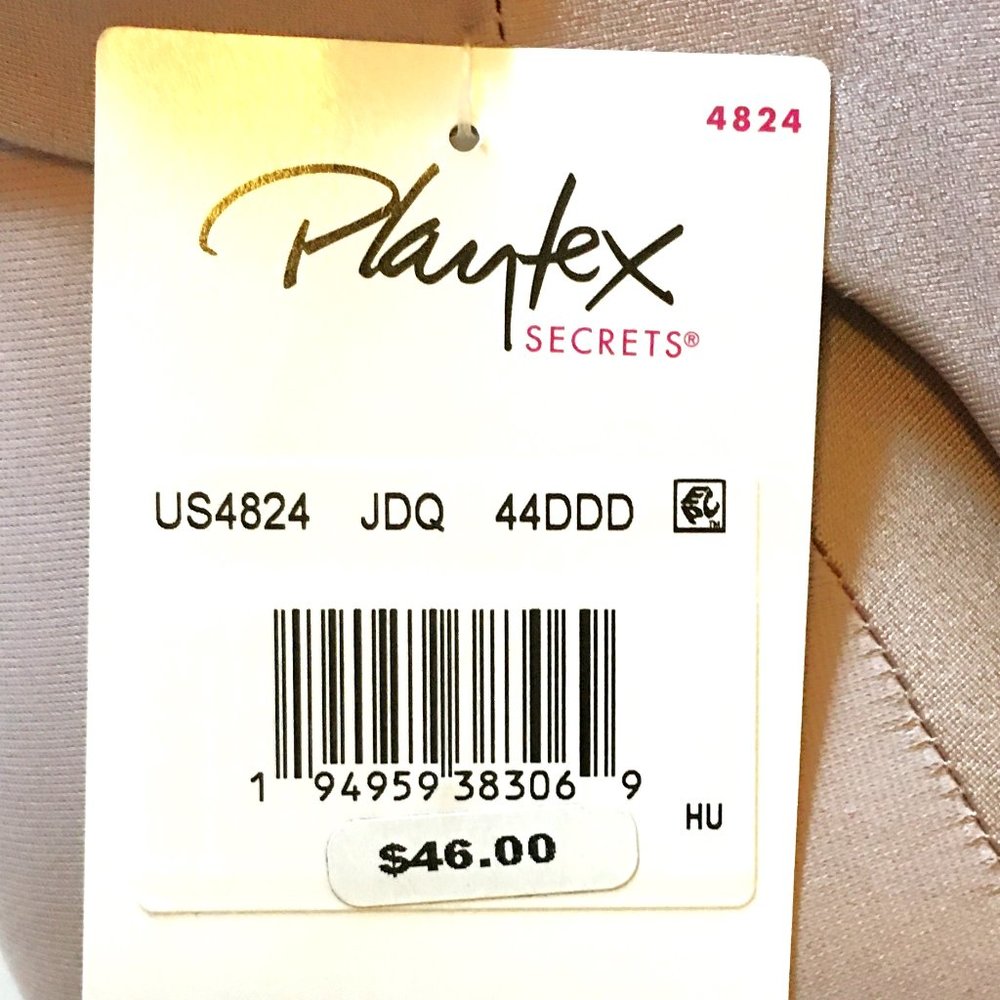 4824
Playtex
SECRETS®
US4824 JDQ 44DDD
1 94959 38306 9
HU
$46.00